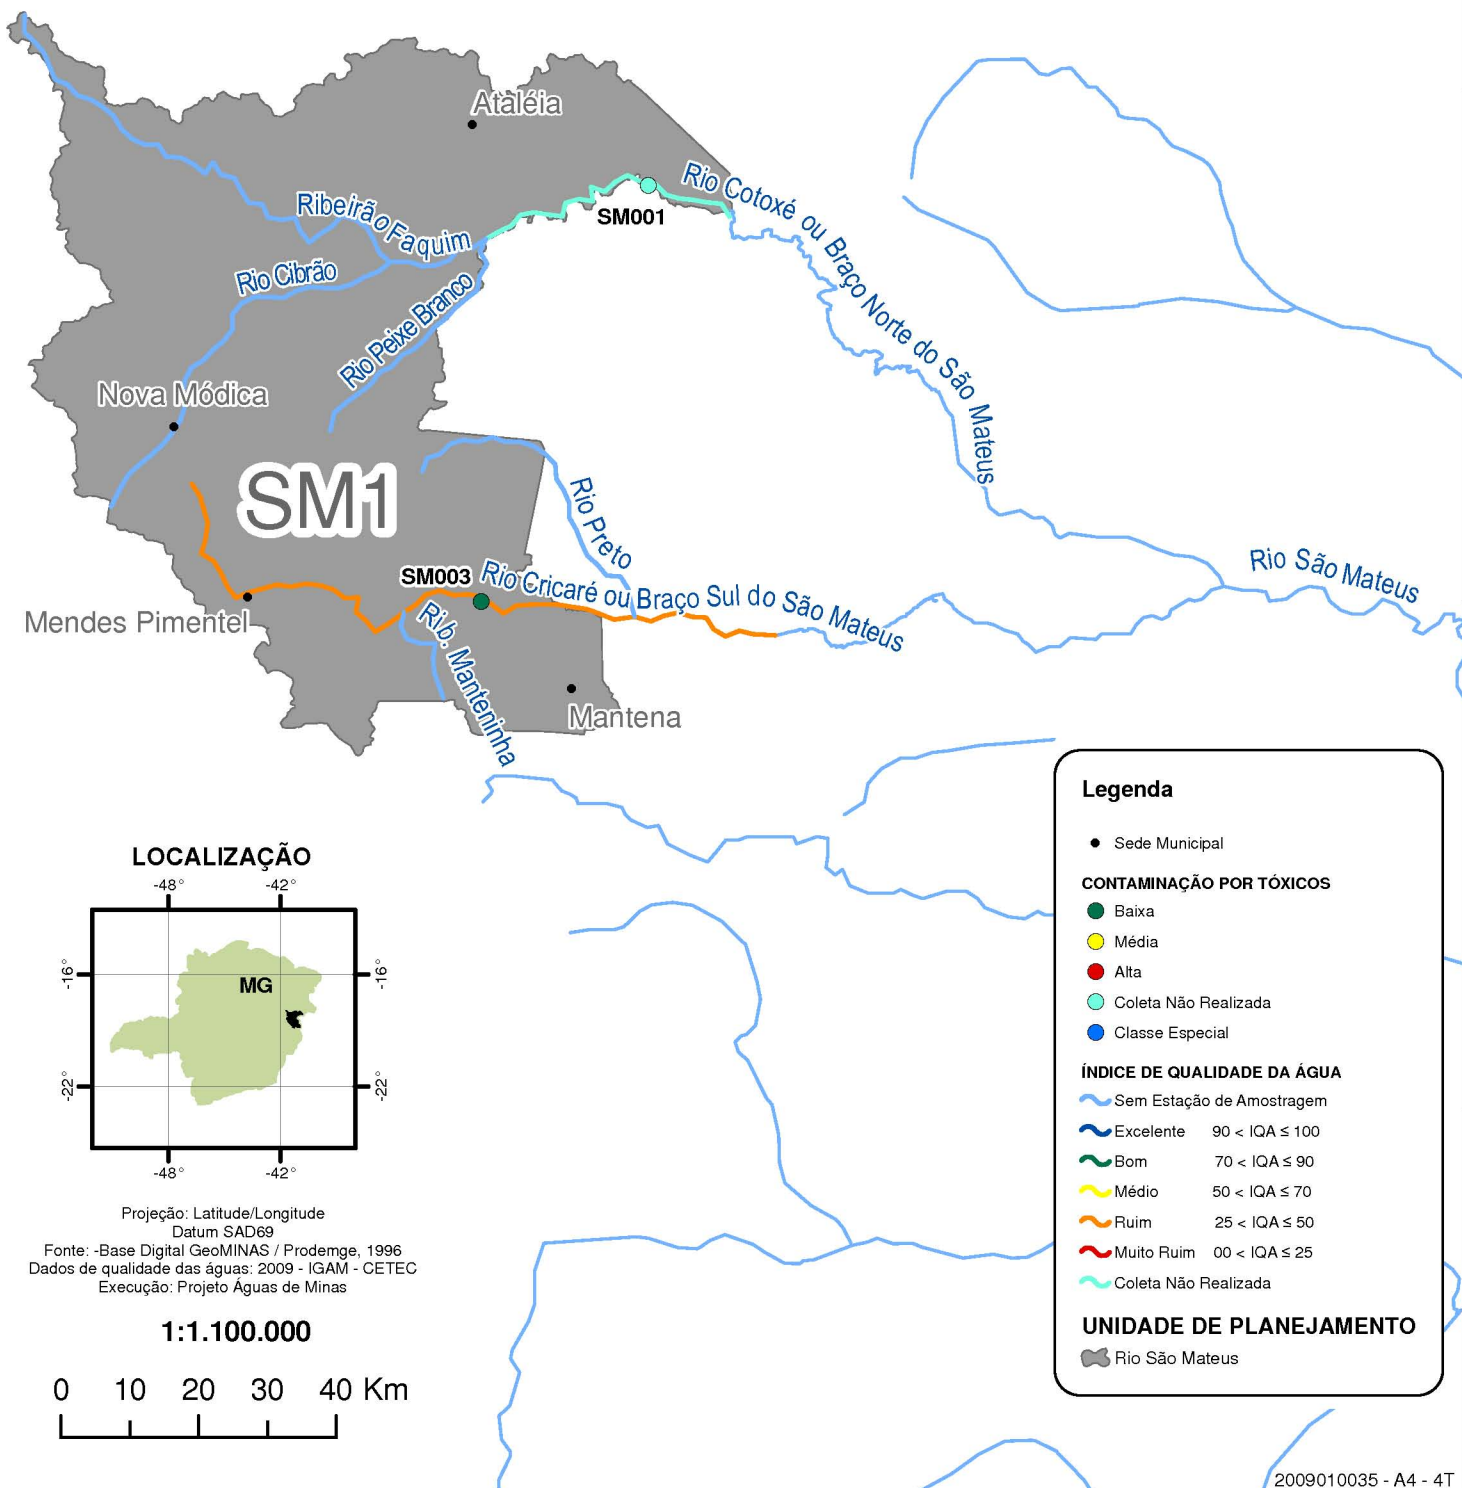 Ataléia
Rio Cotoxé ou Braço Norte do São Mateus
SM001
Ribeirão Faquim
Rio Cibrão
Rio Peixe Branco
Nova Módica
SM1
Rio Preto
SM003
Rio Cricaré ou Braço Sul do São Mateus
Rio São Mateus
Mendes Pimentel
Rib. Manteninha
Mantena
LOCALIZAÇÃO
-48° -42°
-16° -16°
MG
-22° -22°
-48° -42°
Projeção: Latitude/Longitude
Datum SAD69
Fonte: -Base Digital GeoMINAS / Prodemge, 1996
Dados de qualidade das águas: 2009 - IGAM - CETEC
Execução: Projeto Águas de Minas
1:1.100.000
0 10 20 30 40 Km
Legenda
Sede Municipal
CONTAMINAÇÃO POR TÓXICOS
Baixa
Média
Alta
Coleta Não Realizada
Classe Especial
ÍNDICE DE QUALIDADE DA ÁGUA
Sem Estação de Amostragem
Excelente 90 < IQA ≤ 100
Bom 70 < IQA ≤ 90
Médio 50 < IQA ≤ 70
Ruim 25 < IQA ≤ 50
Muito Ruim 00 < IQA ≤ 25
Coleta Não Realizada
UNIDADE DE PLANEJAMENTO
Rio São Mateus
2009010035 - A4 - 4T